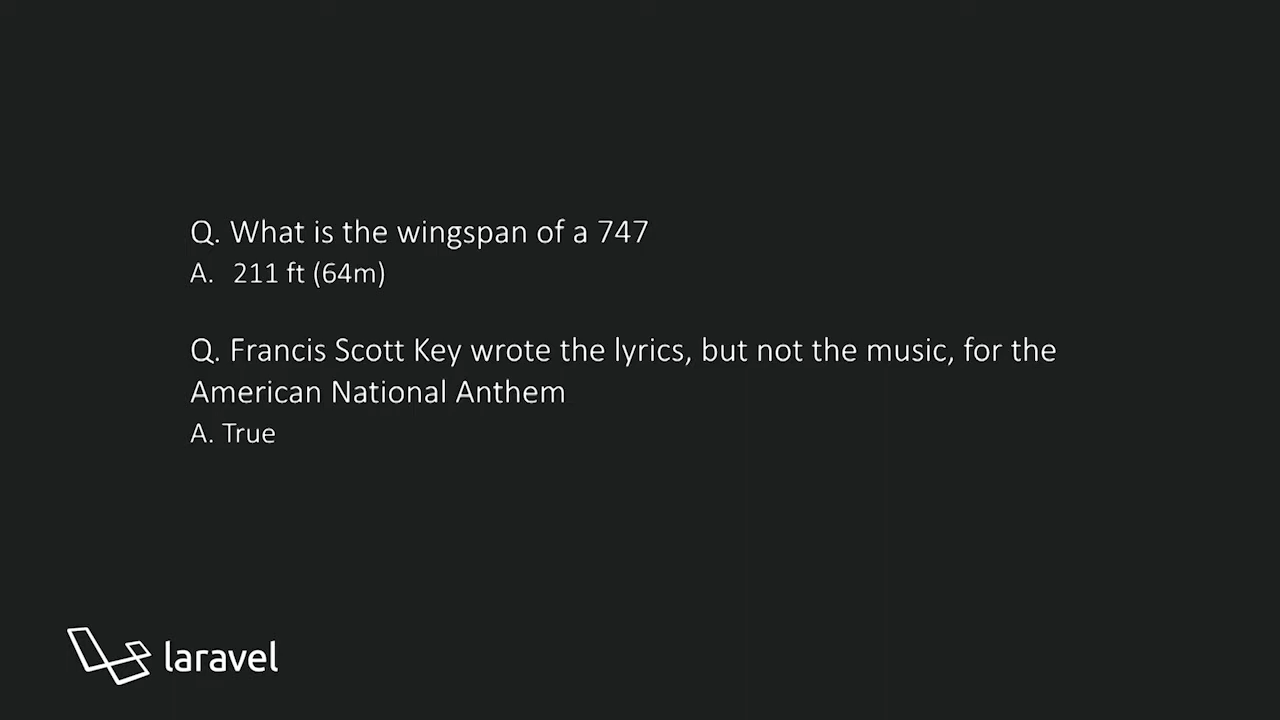 Q. What is the wingspan of a 747
A. 211 ft (64m)
Q. Francis Scott Key wrote the lyrics, but not the music, for the
American National Anthem
A. True
laravel